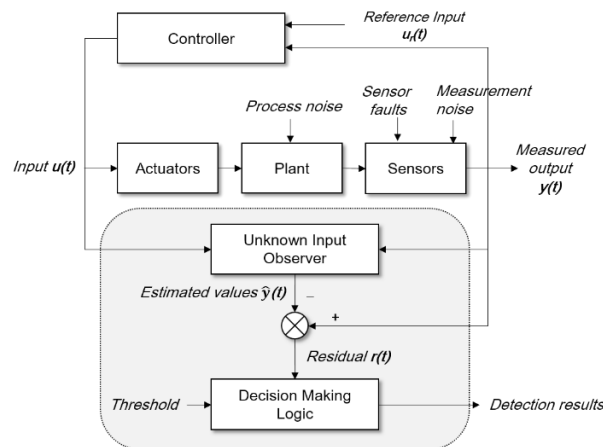 Controller
Reference Input
uᵣ(t)
Process noise
Sensor
faults
Measurement
noise
Input u(t)
Actuators
Plant
Sensors
Measured
output
y(t)
Unknown Input
Observer
Estimated values ŷ(t)
–
+
Residual r(t)
Threshold
Decision Making
Logic
Detection results